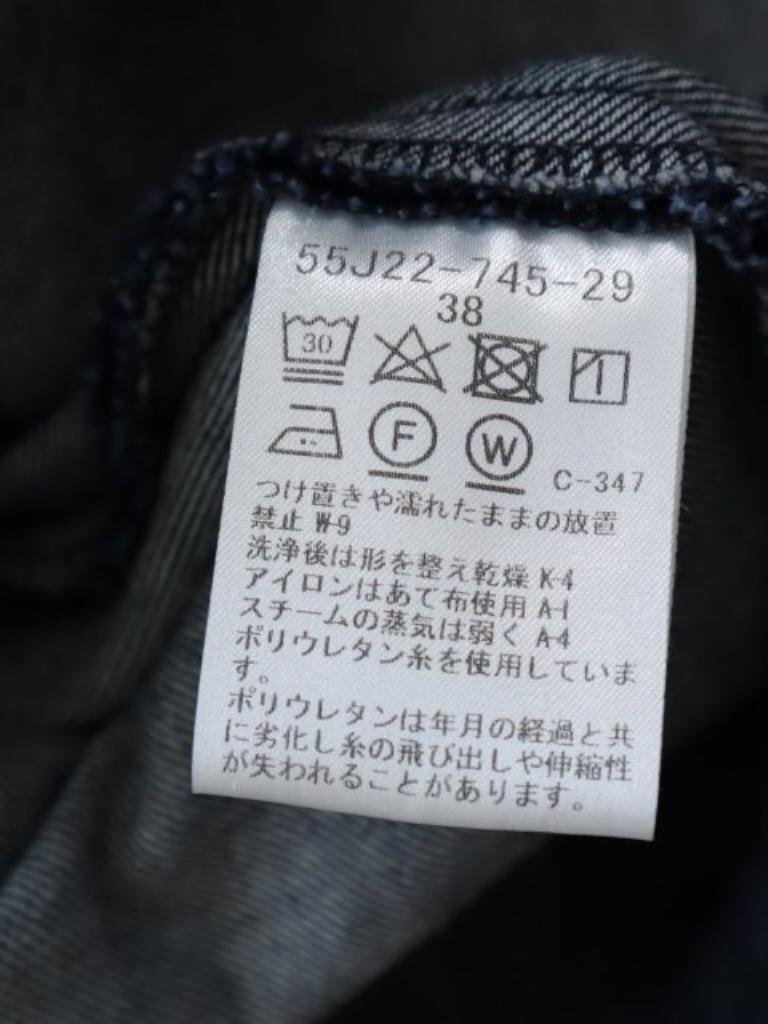 55J22-745-29
38
30
F W C-347
つけ置きや濡れたままの放置
禁止 W-9
洗浄後は形を整え乾燥 K-4
アイロンはあて布使用 A-1
スチームの蒸気は弱く A-4
ポリウレタン糸を使用していま
す。
ポリウレタンは年月の経過と共
に劣化し糸の飛び出しや伸縮性
が失われることがあります。